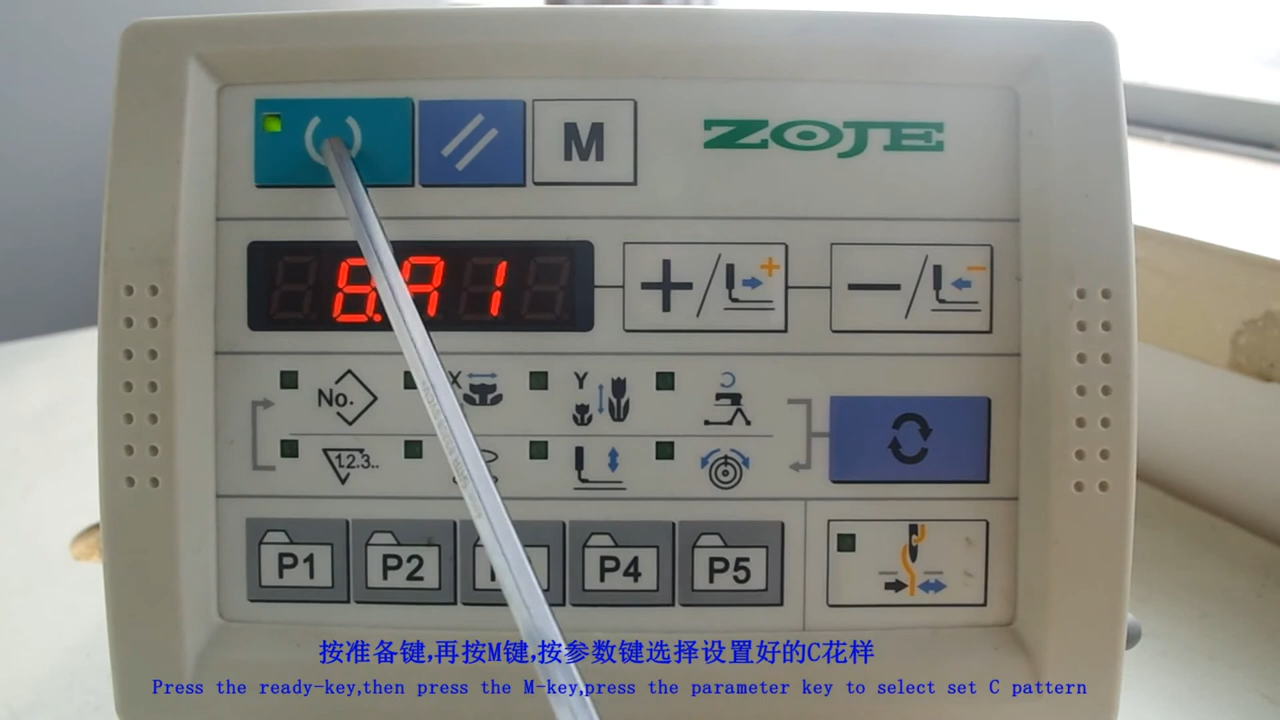 M
ZOJE
No.
X
Y
1.2.3..
P1
P2
P4
P5
按准备键,再按M键,按参数键选择设置好的C花样
Press the ready-key,then press the M-key,press the parameter key to select set C pattern